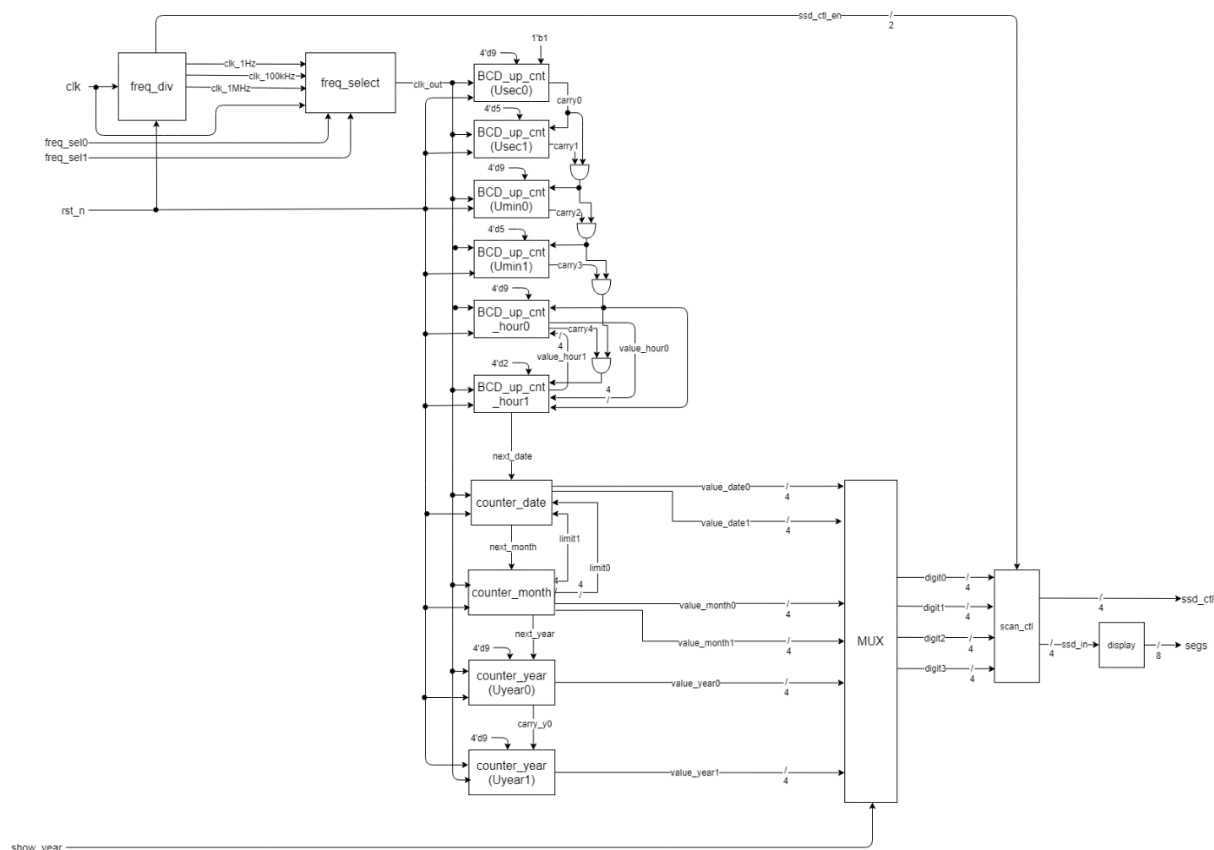 ssd_ctl_en
/
2
1'b1
4'd9
clk_1Hz
clk_100kHz
clk_1MHz
clk
freq_div
freq_select
clk_out
BCD_up_cnt
(Usec0)
carry0
4'd5
BCD_up_cnt
(Usec1)
carry1
freq_sel0
freq_sel1
4'd9
BCD_up_cnt
(Umin0)
carry2
rst_n
4'd5
BCD_up_cnt
(Umin1)
carry3
4'd9
BCD_up_cnt
_hour0
carry4
/
4
value_hour1
value_hour0
4'd2
BCD_up_cnt
_hour1
4
/
next_date
counter_date
value_date0
/
4
value_date1
/
4
next_month
limit1
limit0
counter_month
4
/
4
/
value_month0
/
4
value_month1
/
4
next_year
4'd9
counter_year
(Uyear0)
value_year0
/
4
carry_y0
4'd9
counter_year
(Uyear1)
value_year1
/
4
MUX
digit0
/
4
digit1
/
4
digit2
/
4
digit3
/
4
scan_ctl
/
4
ssd_ctl
/
4
ssd_in
display
/
8
segs
show_year